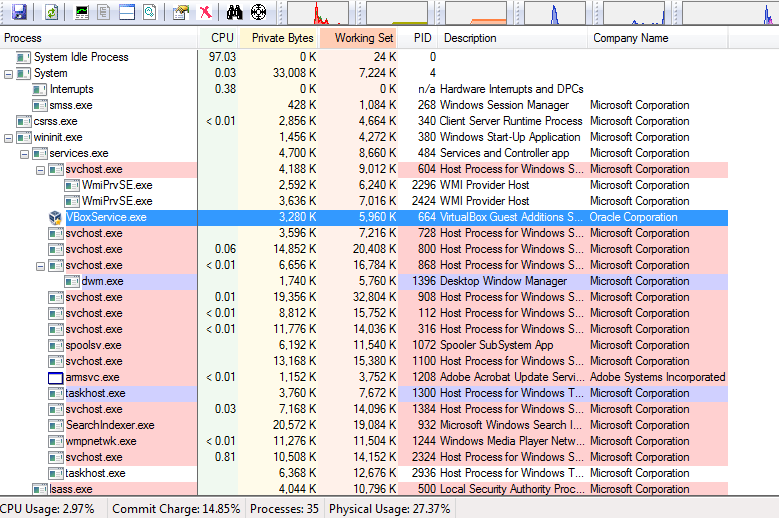 Process CPU Private Bytes Working Set PID Description Company Name
System Idle Process 97.03 0 K 24 K 0
System 0.03 33,008 K 7,224 K 4
Interrupts 0.38 0 K 0 K n/a Hardware Interrupts and DPCs
smss.exe 428 K 1,084 K 268 Windows Session Manager Microsoft Corporation
csrss.exe < 0.01 2,856 K 4,664 K 340 Client Server Runtime Process Microsoft Corporation
wininit.exe 1,456 K 4,272 K 380 Windows Start-Up Application Microsoft Corporation
services.exe 4,700 K 8,660 K 484 Services and Controller app Microsoft Corporation
svchost.exe 4,188 K 9,012 K 604 Host Process for Windows S... Microsoft Corporation
WmiPrvSE.exe 2,592 K 6,240 K 2296 WMI Provider Host Microsoft Corporation
WmiPrvSE.exe 3,636 K 7,016 K 2424 WMI Provider Host Microsoft Corporation
VBoxService.exe 3,280 K 5,960 K 664 VirtualBox Guest Additions S... Oracle Corporation
svchost.exe 3,596 K 7,216 K 728 Host Process for Windows S... Microsoft Corporation
svchost.exe 0.06 14,852 K 20,408 K 800 Host Process for Windows S... Microsoft Corporation
svchost.exe < 0.01 6,656 K 16,784 K 868 Host Process for Windows S... Microsoft Corporation
dwm.exe 1,740 K 5,760 K 1396 Desktop Window Manager Microsoft Corporation
svchost.exe 0.01 19,356 K 32,804 K 908 Host Process for Windows S... Microsoft Corporation
svchost.exe < 0.01 8,812 K 15,752 K 112 Host Process for Windows S... Microsoft Corporation
svchost.exe < 0.01 11,776 K 14,036 K 316 Host Process for Windows S... Microsoft Corporation
spoolsv.exe 6,192 K 11,540 K 1072 Spooler SubSystem App Microsoft Corporation
svchost.exe 13,168 K 15,380 K 1100 Host Process for Windows S... Microsoft Corporation
armsvc.exe < 0.01 1,152 K 3,752 K 1208 Adobe Acrobat Update Servi... Adobe Systems Incorporated
taskhost.exe 3,760 K 7,672 K 1300 Host Process for Windows T... Microsoft Corporation
svchost.exe 0.03 7,168 K 14,096 K 1384 Host Process for Windows S... Microsoft Corporation
SearchIndexer.exe 20,572 K 19,084 K 932 Microsoft Windows Search I... Microsoft Corporation
wmpnetwk.exe < 0.01 11,276 K 11,504 K 1244 Windows Media Player Netw... Microsoft Corporation
svchost.exe 0.81 10,508 K 14,152 K 2324 Host Process for Windows S... Microsoft Corporation
taskhost.exe 6,368 K 12,676 K 2936 Host Process for Windows T... Microsoft Corporation
lsass.exe 4,044 K 10,796 K 500 Local Security Authority Proc... Microsoft Corporation
CPU Usage: 2.97% Commit Charge: 14.85% Processes: 35 Physical Usage: 27.37%